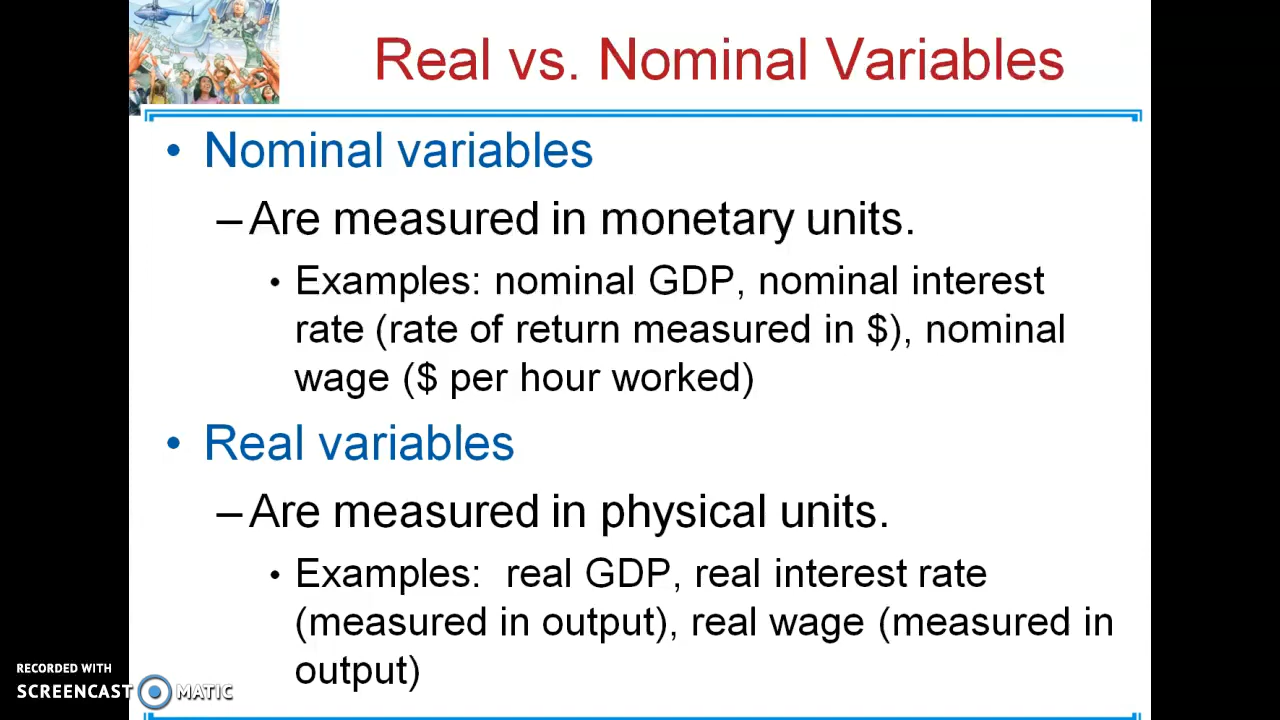 Real vs. Nominal Variables
• Nominal variables
– Are measured in monetary units.
• Examples: nominal GDP, nominal interest
rate (rate of return measured in $), nominal
wage ($ per hour worked)
• Real variables
– Are measured in physical units.
• Examples:  real GDP, real interest rate
(measured in output), real wage (measured in
output)
RECORDED WITH
SCREENCAST MATIC